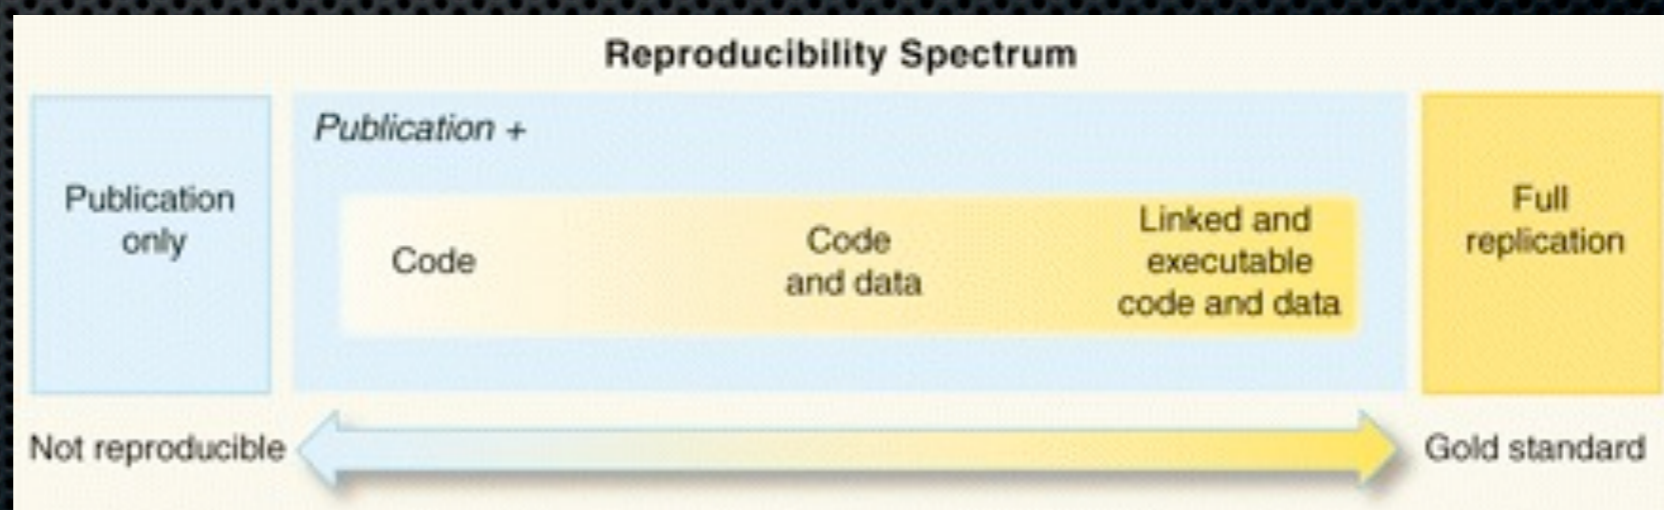 Reproducibility Spectrum
Publication
only
Publication +
Code
Code
and data
Linked and
executable
code and data
Full
replication
Not reproducible
Gold standard